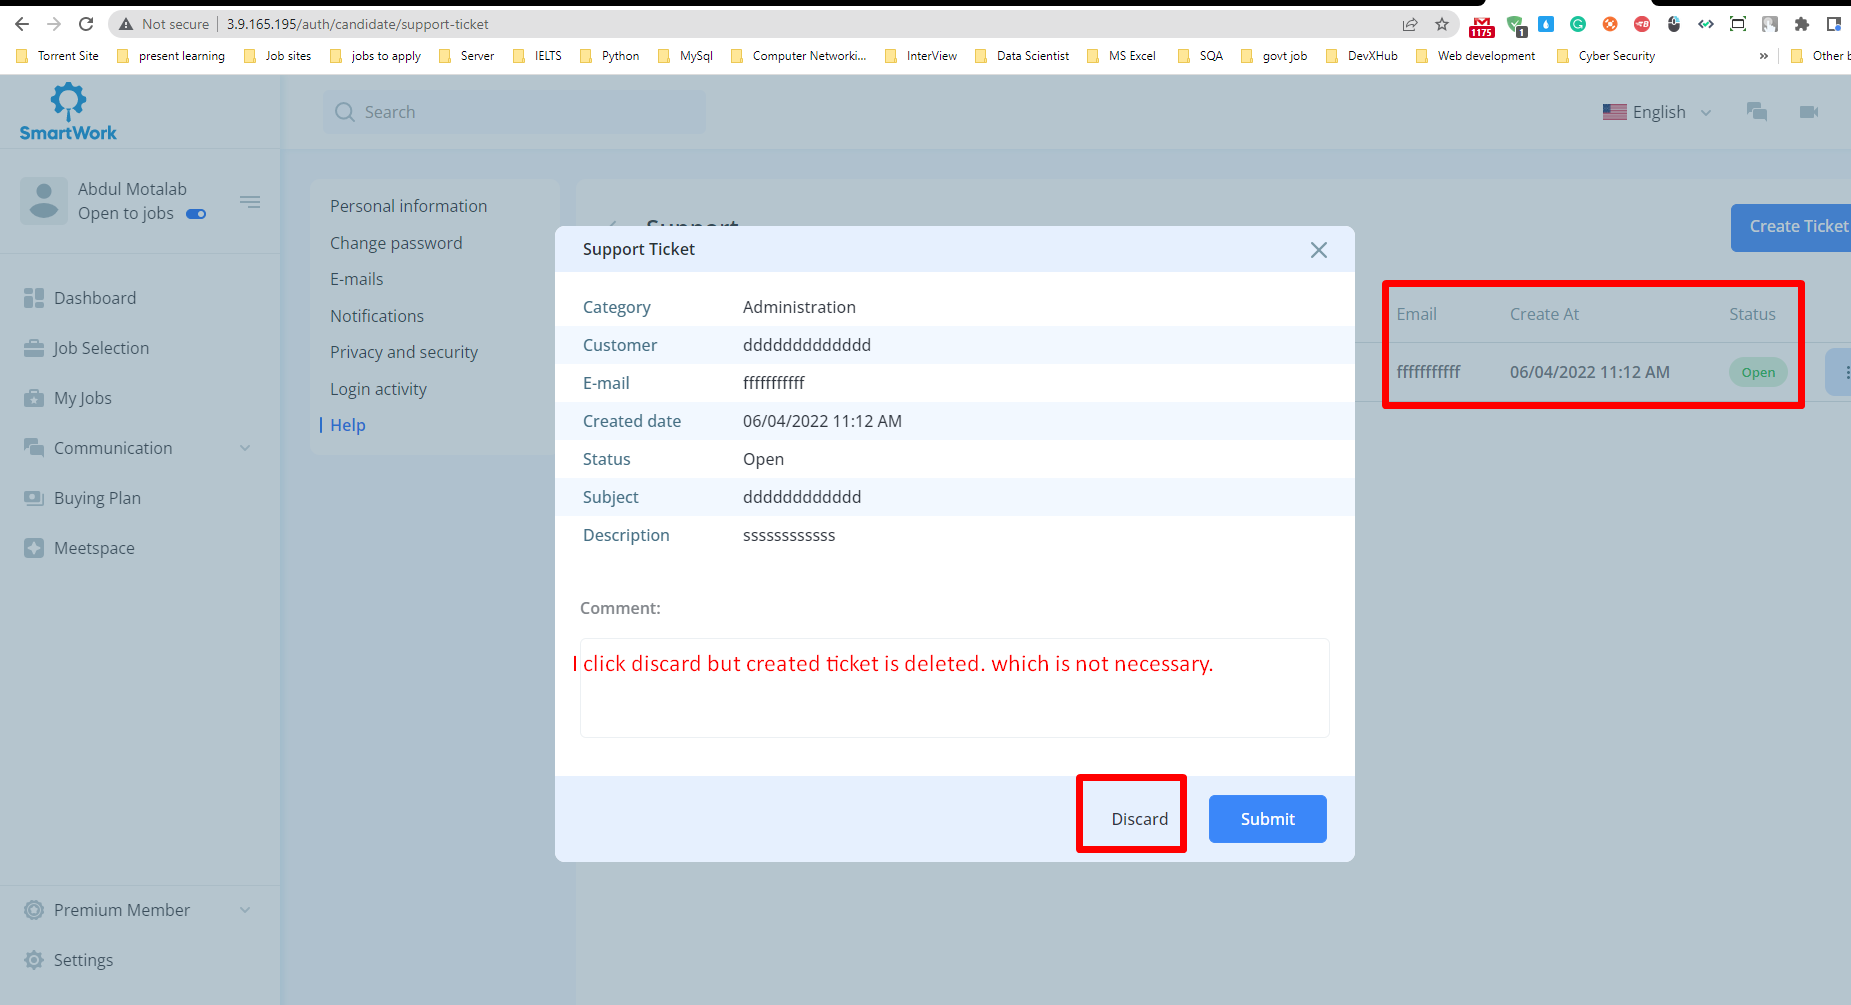 Not secure
3.9.165.195/auth/candidate/support-ticket
1175
1
Torrent Site
present learning
Job sites
jobs to apply
Server
IELTS
Python
MySql
Computer Networki...
InterView
Data Scientist
MS Excel
SQA
govt job
DevXHub
Web development
Cyber Security
»
Other b
SmartWork
Search
English
Abdul Motalab
Open to jobs
Dashboard
Job Selection
My Jobs
Communication
Buying Plan
Meetspace
Premium Member
Settings
Personal information
Change password
E-mails
Notifications
Privacy and security
Login activity
Help
Support
Create Ticket
Email Create At Status
fffffffffff 06/04/2022 11:12 AM Open
Support Ticket
Category Administration
Customer ddddddddddddd
E-mail fffffffffff
Created date 06/04/2022 11:12 AM
Status Open
Subject dddddddddddd
Description ssssssssssss
Comment:
I click discard but created ticket is deleted. which is not necessary.
Discard
Submit